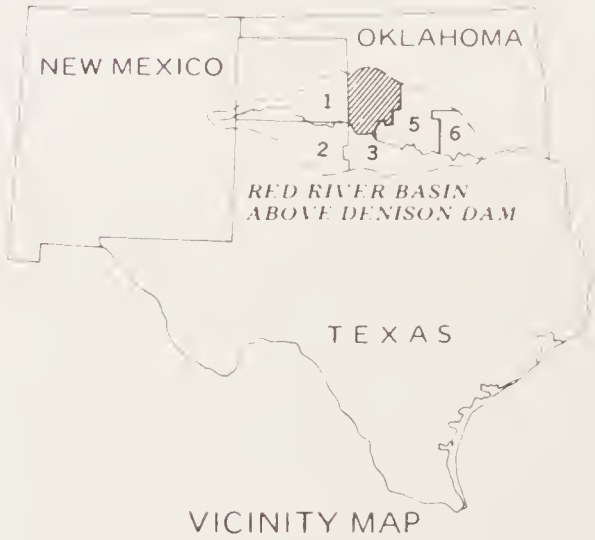 OKLAHOMA
NEW MEXICO
1
5
6
2
3
RED RIVER BASIN
ABOVE DENISON DAM
TEXAS
VICINITY MAP